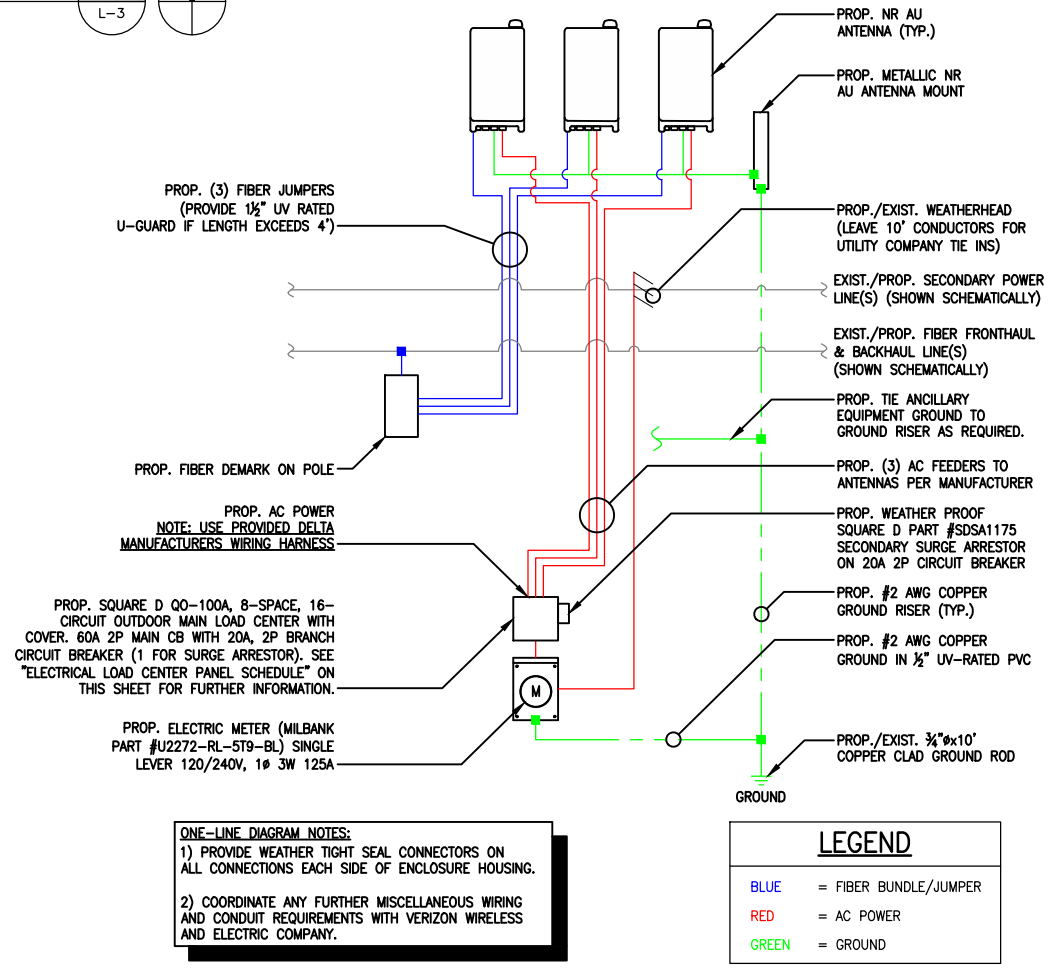 L-3
PROP. NR AU
ANTENNA (TYP.)
PROP. METALLIC NR
AU ANTENNA MOUNT
PROP. (3) FIBER JUMPERS
(PROVIDE 1½" UV RATED
U-GUARD IF LENGTH EXCEEDS 4')
PROP./EXIST. WEATHERHEAD
(LEAVE 10' CONDUCTORS FOR
UTILITY COMPANY TIE INS)
EXIST./PROP. SECONDARY POWER
LINE(S) (SHOWN SCHEMATICALLY)
EXIST./PROP. FIBER FRONTHAUL
& BACKHAUL LINE(S)
(SHOWN SCHEMATICALLY)
PROP. TIE ANCILLARY
EQUIPMENT GROUND TO
GROUND RISER AS REQUIRED.
PROP. FIBER DEMARK ON POLE
PROP. (3) AC FEEDERS TO
ANTENNAS PER MANUFACTURER
PROP. AC POWER
NOTE: USE PROVIDED DELTA
MANUFACTURERS WIRING HARNESS
PROP. WEATHER PROOF
SQUARE D PART #SDSA1175
SECONDARY SURGE ARRESTOR
ON 20A 2P CIRCUIT BREAKER
PROP. SQUARE D QO-100A, 8-SPACE, 16-
CIRCUIT OUTDOOR MAIN LOAD CENTER WITH
COVER. 60A 2P MAIN CB WITH 20A, 2P BRANCH
CIRCUIT BREAKER (1 FOR SURGE ARRESTOR). SEE
"ELECTRICAL LOAD CENTER PANEL SCHEDULE" ON
THIS SHEET FOR FURTHER INFORMATION.
PROP. #2 AWG COPPER
GROUND RISER (TYP.)
PROP. #2 AWG COPPER
GROUND IN ½" UV-RATED PVC
M
PROP. ELECTRIC METER (MILBANK
PART #U2272-RL-5T9-BL) SINGLE
LEVER 120/240V, 1ø 3W 125A
PROP./EXIST. ¾"øx10'
COPPER CLAD GROUND ROD
GROUND
ONE-LINE DIAGRAM NOTES:
1) PROVIDE WEATHER TIGHT SEAL CONNECTORS ON
ALL CONNECTIONS EACH SIDE OF ENCLOSURE HOUSING.
2) COORDINATE ANY FURTHER MISCELLANEOUS WIRING
AND CONDUIT REQUIREMENTS WITH VERIZON WIRELESS
AND ELECTRIC COMPANY.
LEGEND
BLUE = FIBER BUNDLE/JUMPER
RED = AC POWER
GREEN = GROUND